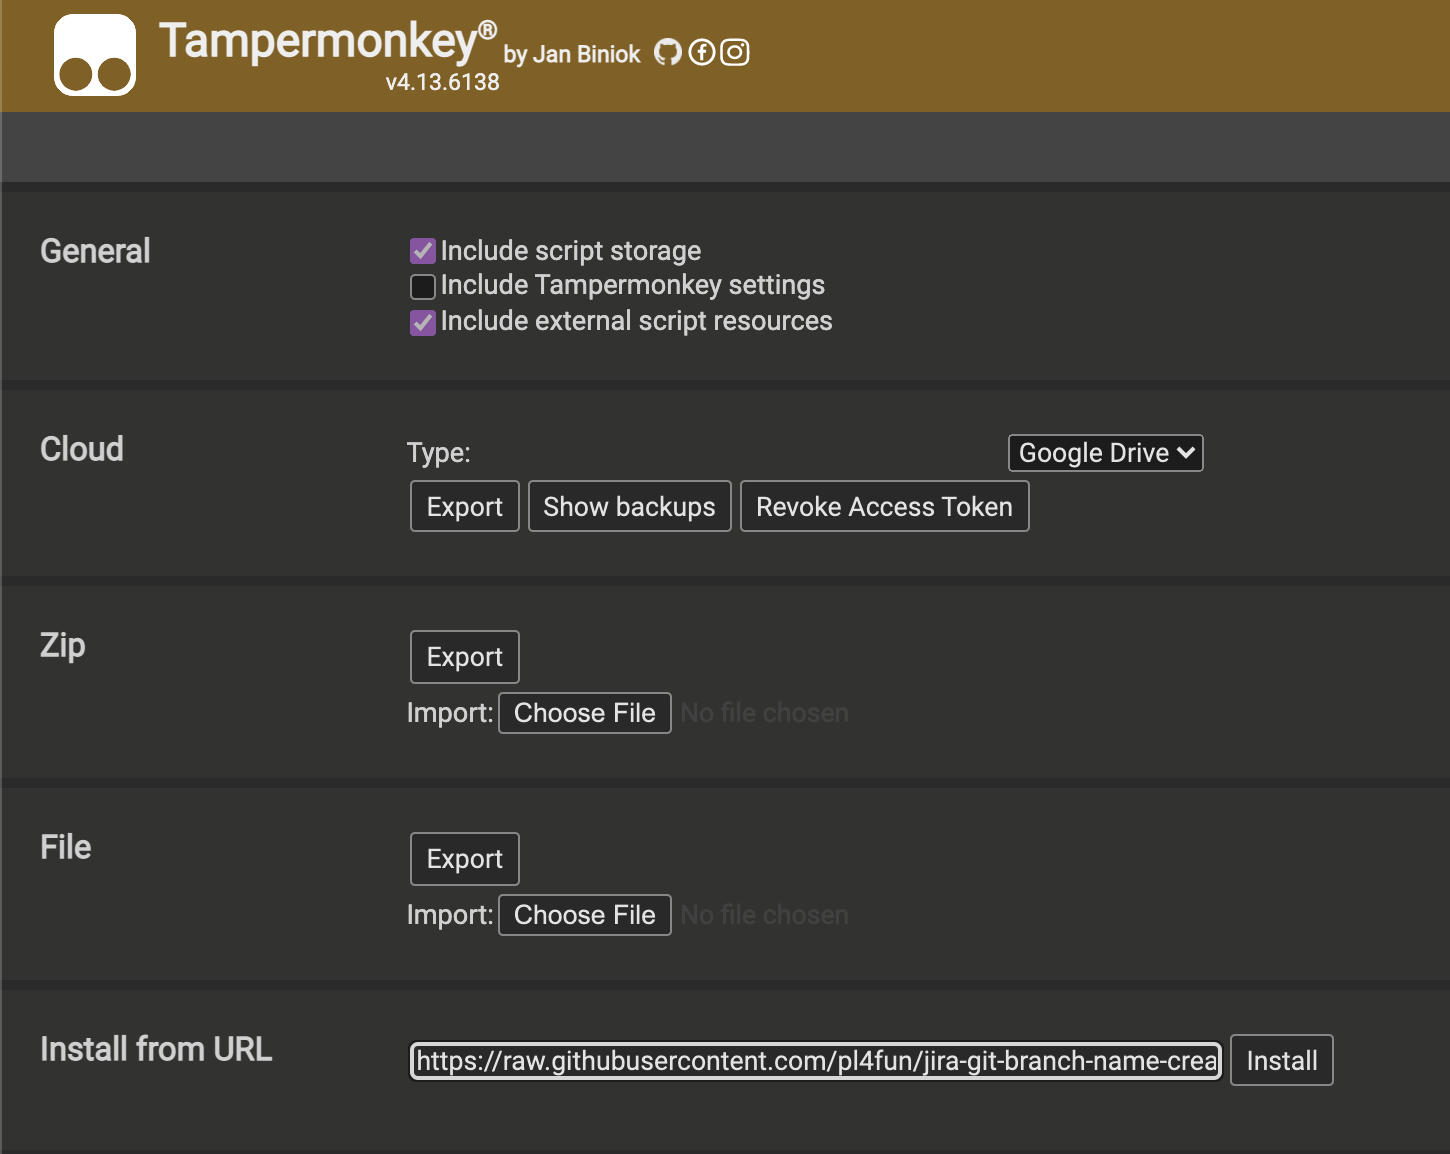 Tampermonkey® by Jan Biniok
v4.13.6138
General
Include script storage
Include Tampermonkey settings
Include external script resources
Cloud
Type:
Google Drive
Export
Show backups
Revoke Access Token
Zip
Export
Import: Choose File No file chosen
File
Export
Import: Choose File No file chosen
Install from URL
https://raw.githubusercontent.com/pl4fun/jira-git-branch-name-crea
Install